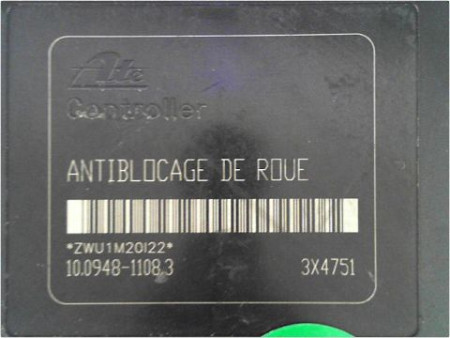 Ate
Controller
ANTIBLOCAGE DE ROUE
*ZWU1M20I22*
10.0948-1108.3 3X4751